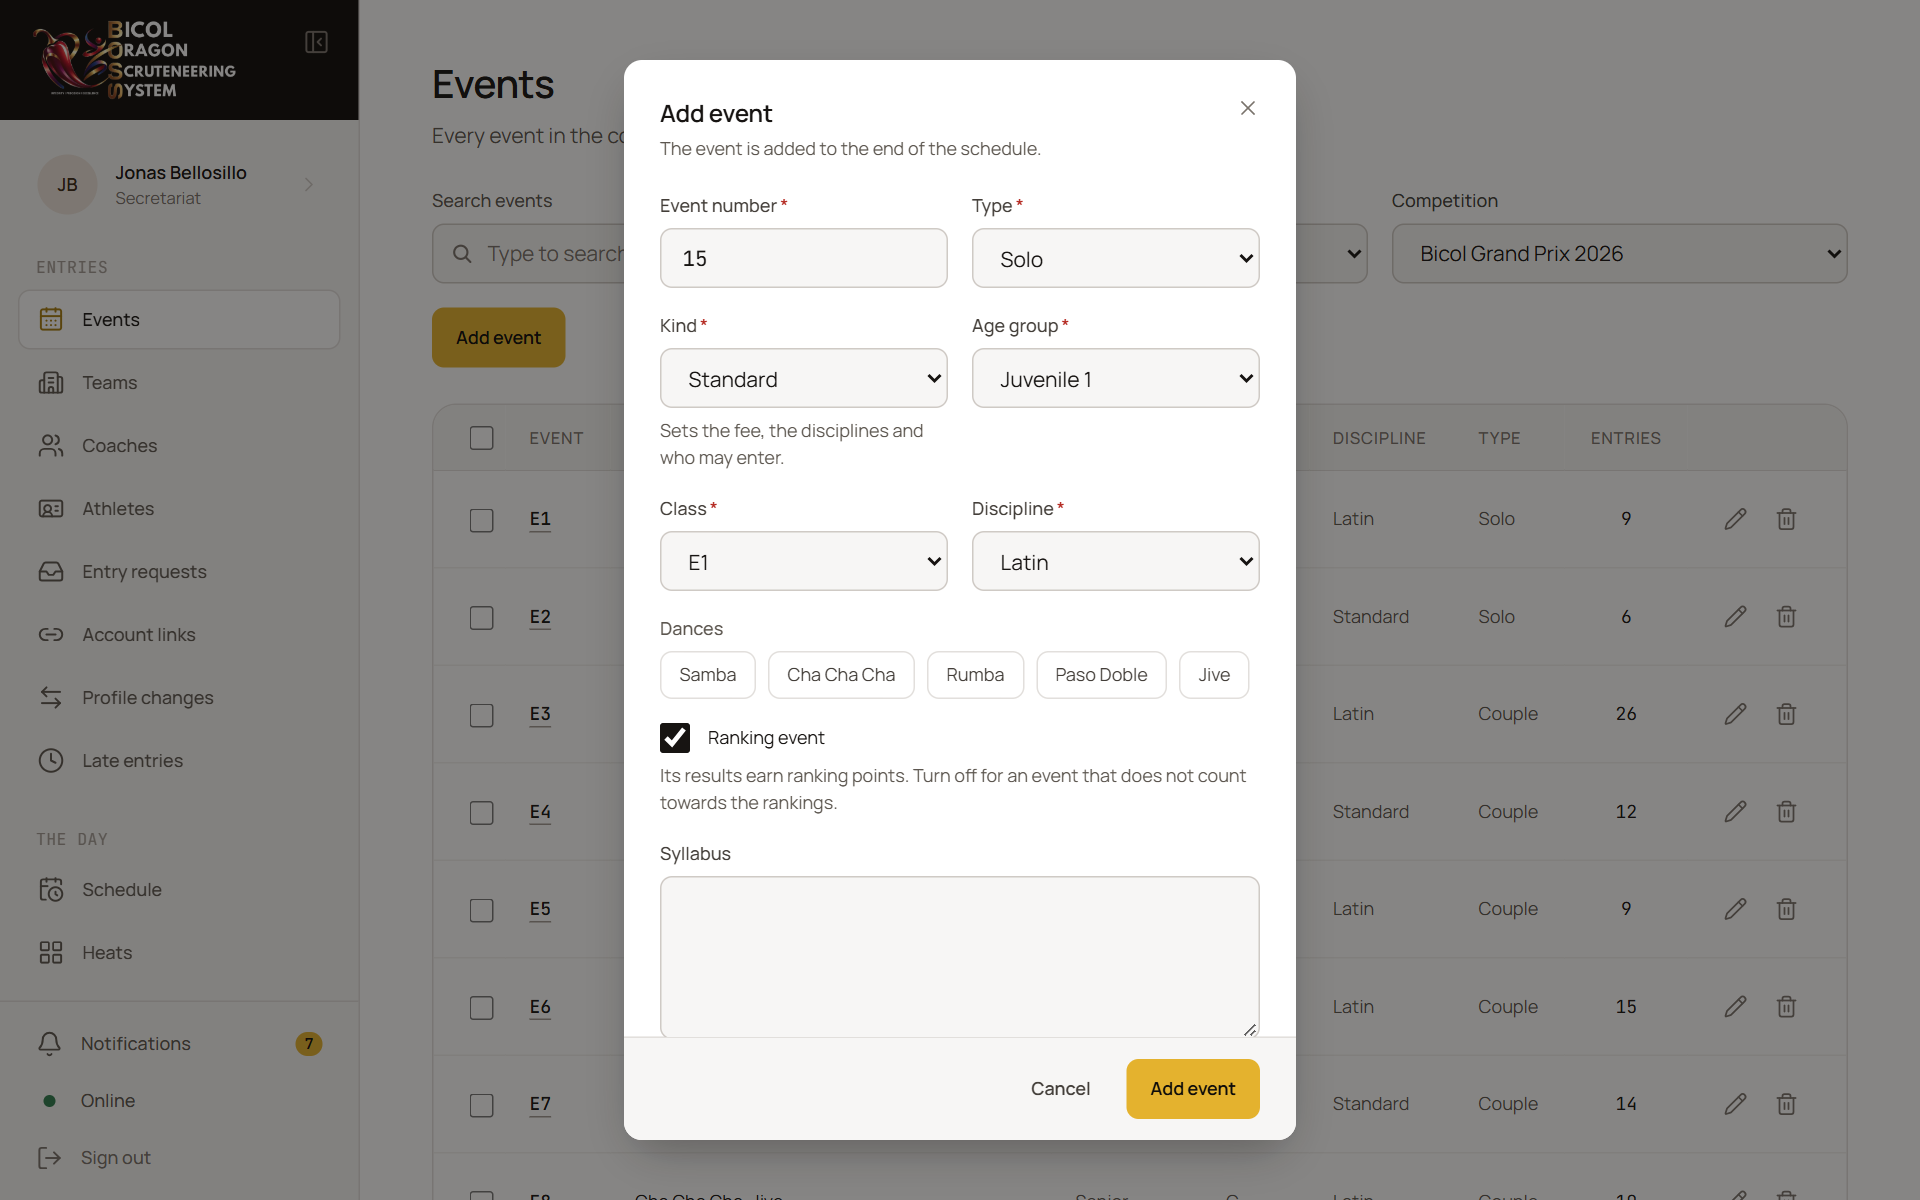 BICOL
DRAGON
SCRUTENEERING
SYSTEM
JB
Jonas Bellosillo
Secretariat
ENTRIES
Events
Teams
Coaches
Athletes
Entry requests
Account links
Profile changes
Late entries
THE DAY
Schedule
Heats
Notifications
7
Online
Sign out
Events
Every event in the co
Search events
Type to search
Competition
Bicol Grand Prix 2026
Add event
EVENT
DISCIPLINE
TYPE
ENTRIES
E1
Latin
Solo
9
E2
Standard
Solo
6
E3
Latin
Couple
26
E4
Standard
Couple
12
E5
Latin
Couple
9
E6
Latin
Couple
15
E7
Standard
Couple
14
Add event
The event is added to the end of the schedule.
Event number *
Type *
15
Solo
Kind *
Age group *
Standard
Juvenile 1
Sets the fee, the disciplines and
who may enter.
Class *
Discipline *
E1
Latin
Dances
Samba
Cha Cha Cha
Rumba
Paso Doble
Jive
Ranking event
Its results earn ranking points. Turn off for an event that does not count
towards the rankings.
Syllabus
Cancel
Add event